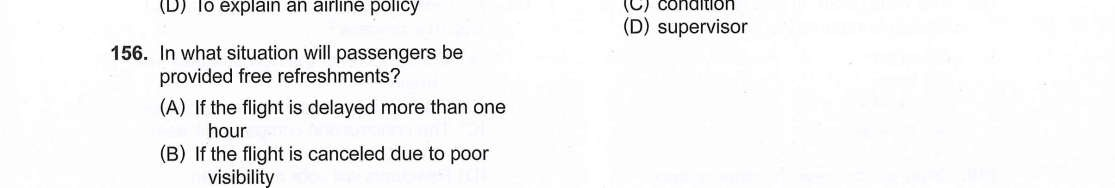 (D) To explain an airline policy
156. In what situation will passengers be
provided free refreshments?
(A) If the flight is delayed more than one
hour
(B) If the flight is canceled due to poor
visibility
(C) condition
(D) supervisor